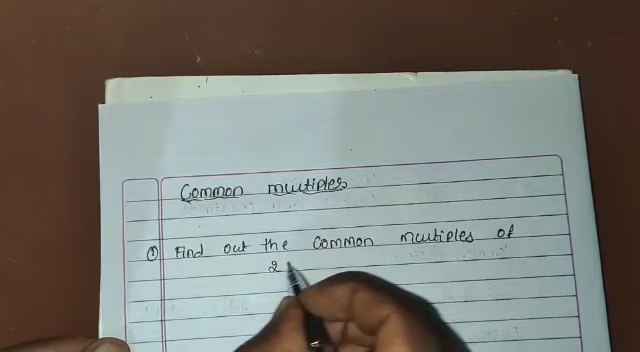 Common multiples
① Find out the common multiples of
2